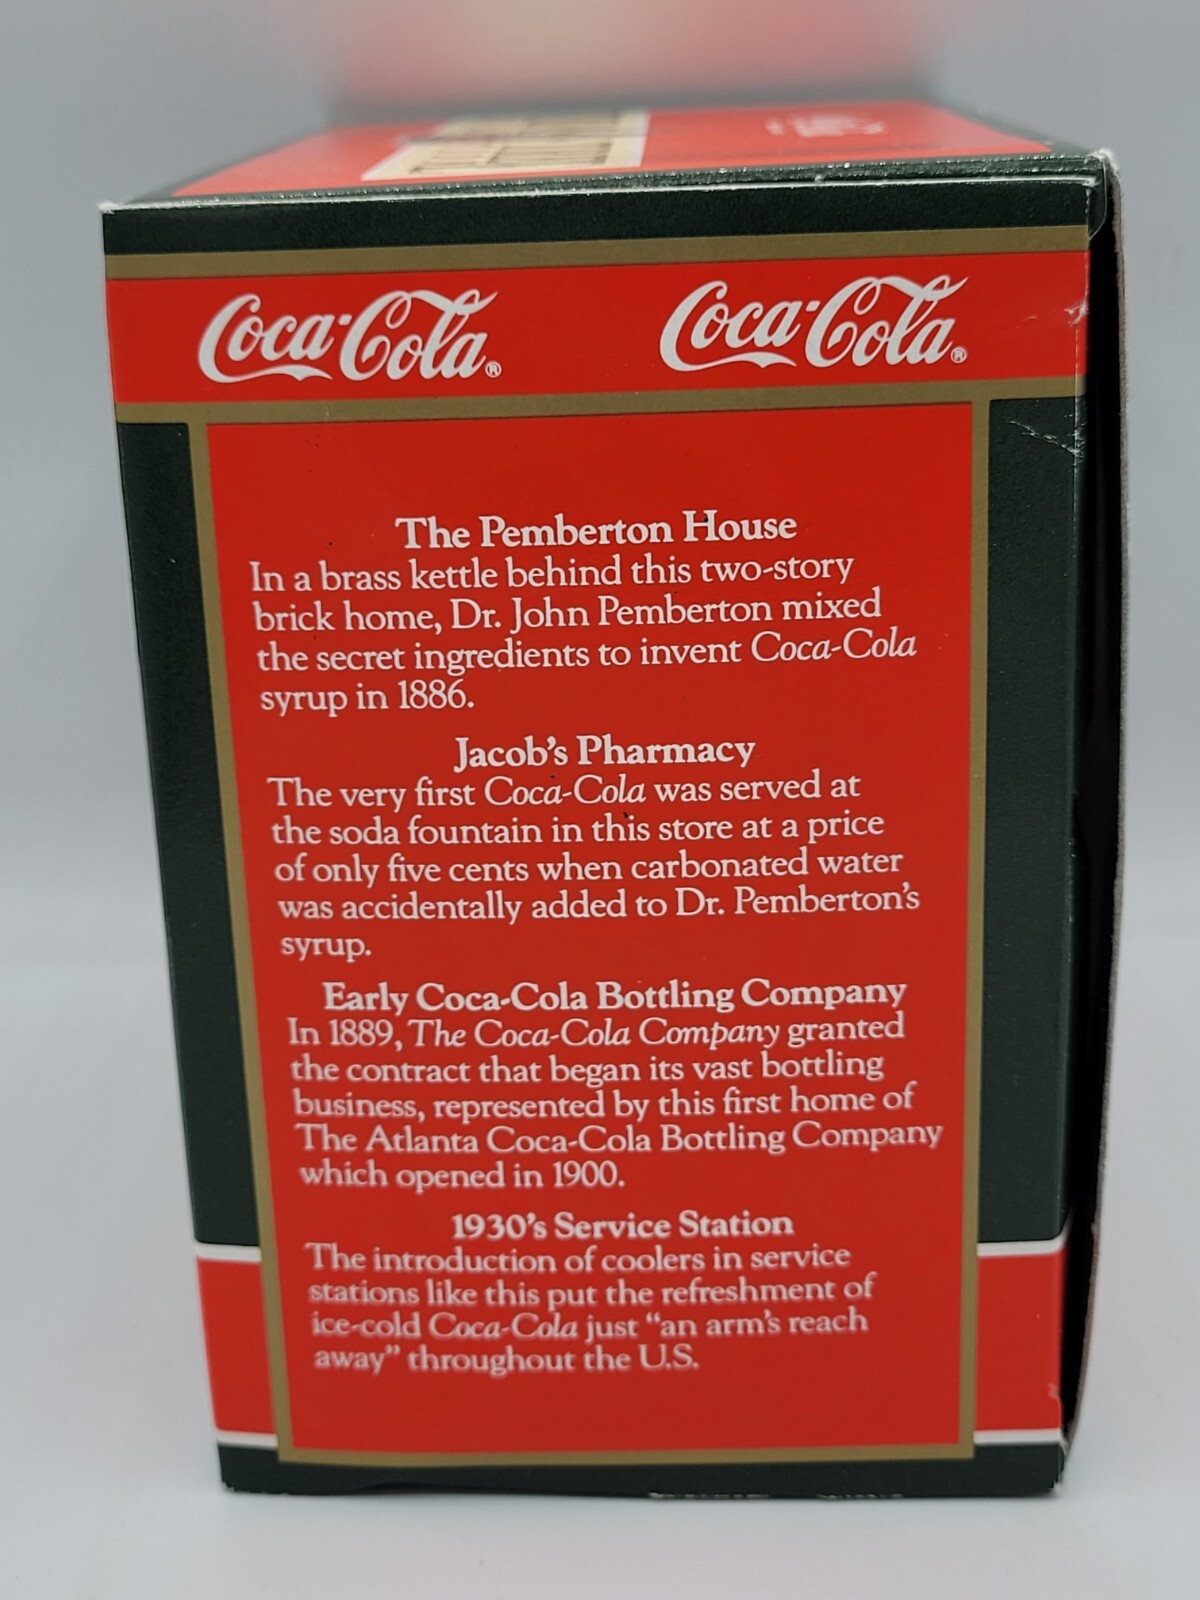 Coca-Cola® Coca-Cola®
The Pemberton House
In a brass kettle behind this two-story
brick home, Dr. John Pemberton mixed
the secret ingredients to invent Coca-Cola
syrup in 1886.
Jacob's Pharmacy
The very first Coca-Cola was served at
the soda fountain in this store at a price
of only five cents when carbonated water
was accidentally added to Dr. Pemberton's
syrup.
Early Coca-Cola Bottling Company
In 1889, The Coca-Cola Company granted
the contract that began its vast bottling
business, represented by this first home of
The Atlanta Coca-Cola Bottling Company
which opened in 1900.
1930's Service Station
The introduction of coolers in service
stations like this put the refreshment of
ice-cold Coca-Cola just "an arm's reach
away" throughout the U.S.